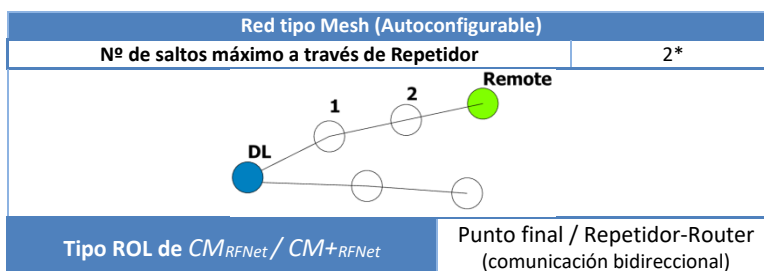 Red tipo Mesh (Autoconfigurable)
Nº de saltos máximo a través de Repetidor 2*
Remote
2
1
DL
Tipo ROL de CMRFNet / CM+RFNet
Punto final / Repetidor-Router
(comunicación bidireccional)